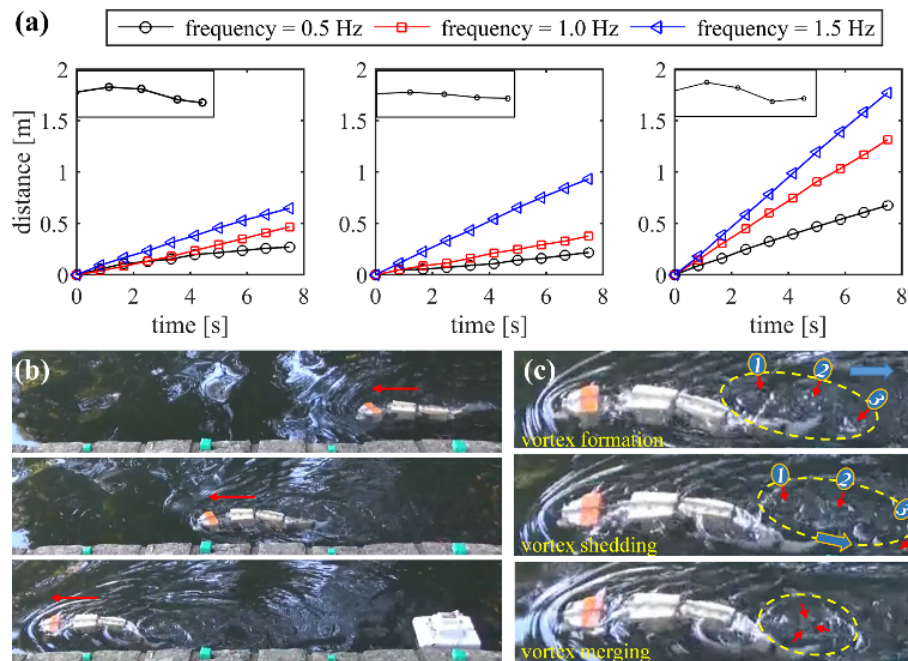 (a)
frequency = 0.5 Hz frequency = 1.0 Hz frequency = 1.5 Hz
distance [m]
2
1.5
1
0.5
0
0 2 4 6 8
time [s]
2
1.5
1
0.5
0
0 2 4 6 8
time [s]
2
1.5
1
0.5
0
0 2 4 6 8
time [s]
(b)
(c)
1 2 3
vortex formation
1 2 3
vortex shedding
vortex merging